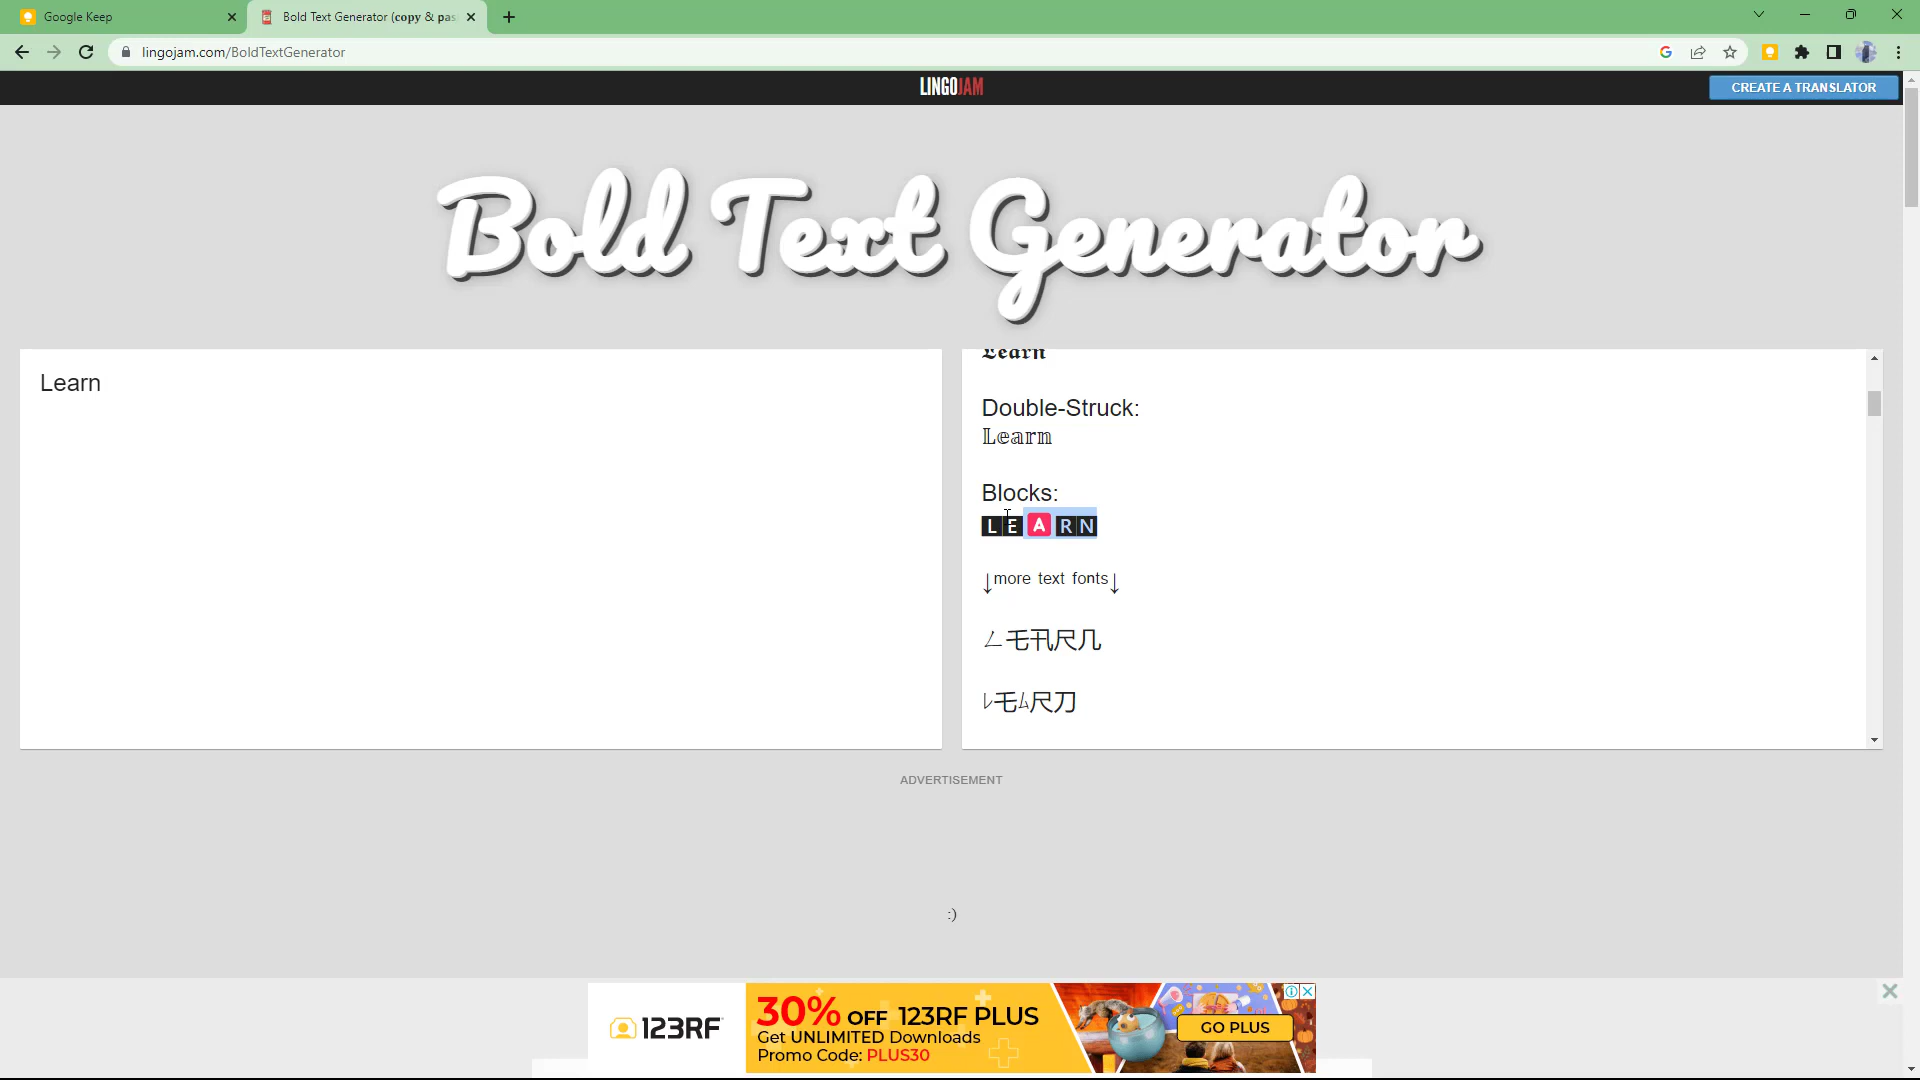 Google Keep
Bold Text Generator (𝐜𝐨𝐩𝐲 & 𝐩𝐚𝐬
lingojam.com/BoldTextGenerator
LINGOJAM
CREATE A TRANSLATOR
Bold Text Generator
Learn
𝕷𝖊𝖆𝖗𝖓
Double-Struck:
𝕃𝕖𝕒𝕣𝕟
Blocks:
🅻🅴🅰🆁🅽
↓more text fonts↓
ㄥ乇卂尺几
ﾚ乇ﾑ尺刀
ADVERTISEMENT
:)
123RF
30% OFF 123RF PLUS
Get UNLIMITED Downloads
Promo Code: PLUS30
GO PLUS